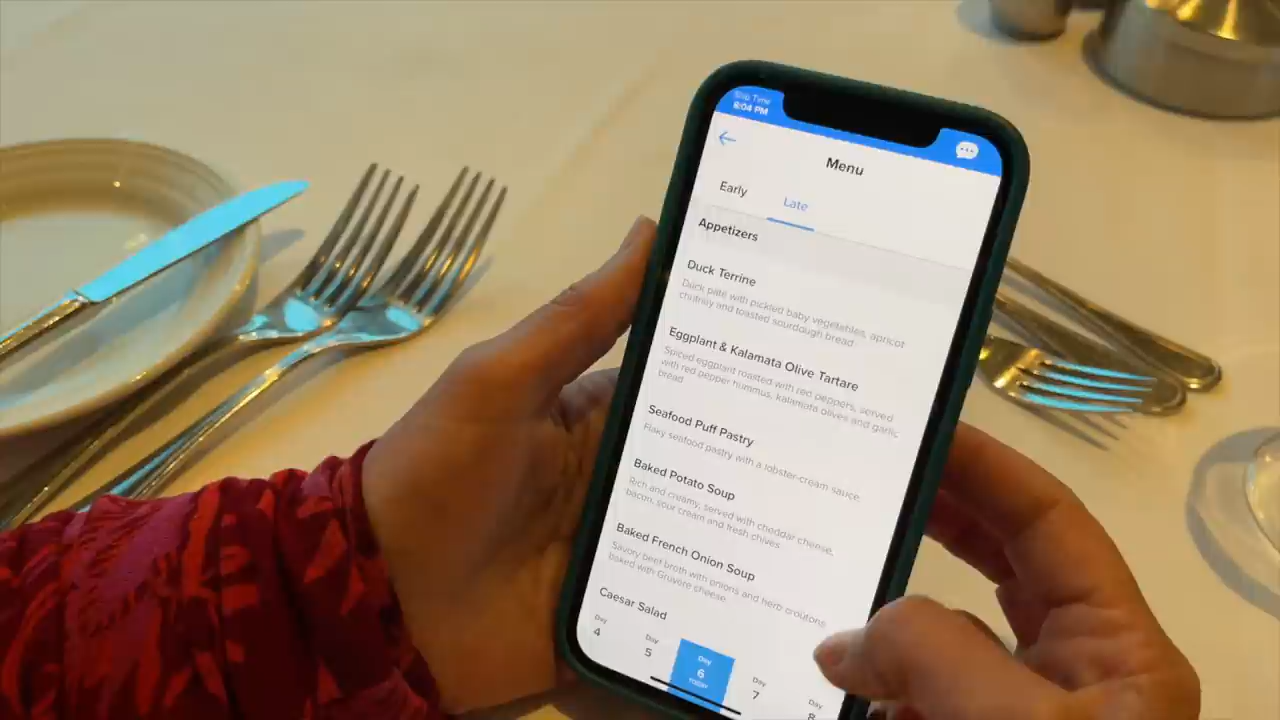 Ship Time
8:04 PM
Menu
Early
Late
Appetizers
Duck Terrine
Duck pate with pickled baby vegetables, apricot
chutney and toasted sourdough bread
Eggplant & Kalamata Olive Tartare
Spiced eggplant roasted with red peppers, served
with red pepper hummus, kalamata olives and garlic
bread
Seafood Puff Pastry
Flaky seafood pastry with a lobster-cream sauce
Baked Potato Soup
Rich and creamy, served with cheddar cheese,
bacon, sour cream and fresh chives
Baked French Onion Soup
Savory beef broth with onions and herb croutons
baked with Gruyere cheese
Caesar Salad
Day
4
Day
5
Day
6
TODAY
Day
7
Day
8